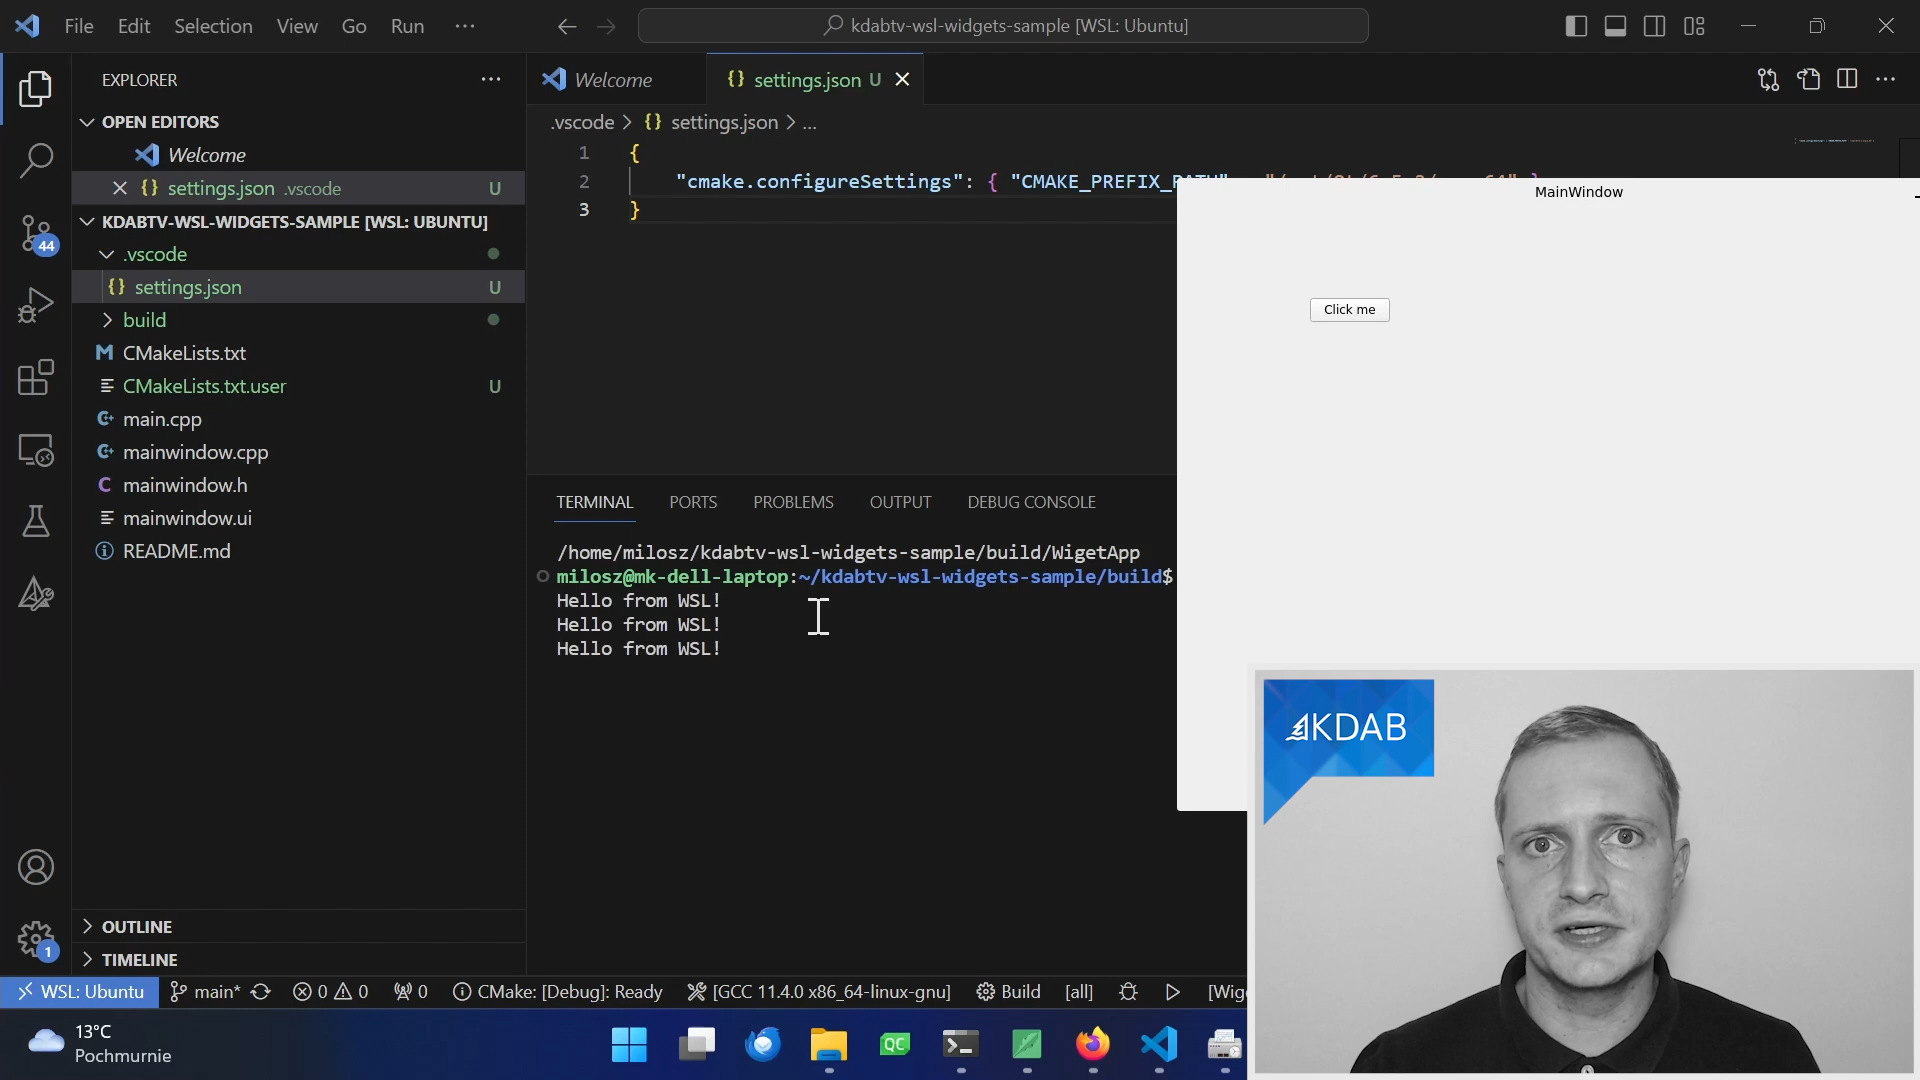 File Edit Selection View Go Run ...
kdabtv-wsl-widgets-sample [WSL: Ubuntu]
EXPLORER
OPEN EDITORS
Welcome
settings.json .vscode U
KDABTV-WSL-WIDGETS-SAMPLE [WSL: UBUNTU]
.vscode
{} settings.json U
build
M CMakeLists.txt
CMakeLists.txt.user U
main.cpp
mainwindow.cpp
C mainwindow.h
mainwindow.ui
README.md
OUTLINE
TIMELINE
44
1
Welcome
{} settings.json U
.vscode > {} settings.json > ...
1 {
2 "cmake.configureSettings": { "CMAKE_PREFIX_PATH"
3 }
TERMINAL PORTS PROBLEMS OUTPUT DEBUG CONSOLE
/home/milosz/kdabtv-wsl-widgets-sample/build/WigetApp
milosz@mk-dell-laptop:~/kdabtv-wsl-widgets-sample/build$
Hello from WSL!
Hello from WSL!
Hello from WSL!
MainWindow
Click me
KDAB
WSL: Ubuntu main* 0 0 0 CMake: [Debug]: Ready [GCC 11.4.0 x86_64-linux-gnu] Build [all]
13°C
Pochmurnie
QC